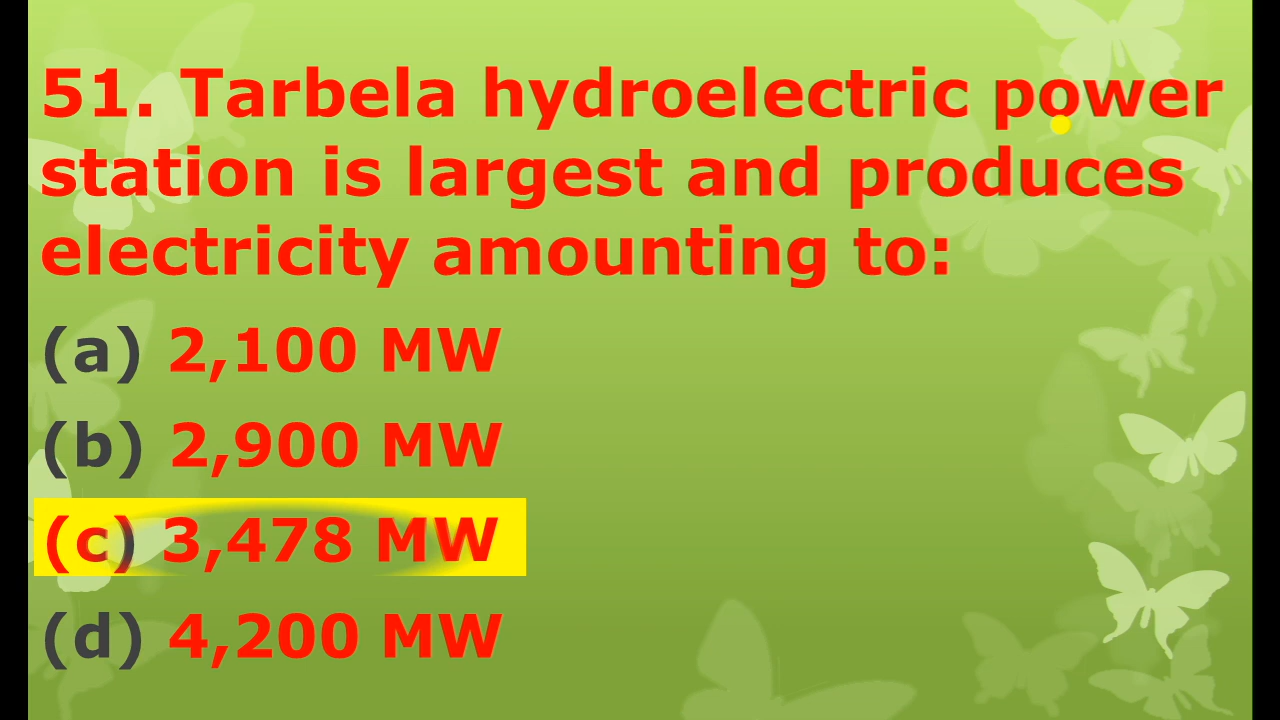 51. Tarbela hydroelectric power
station is largest and produces
electricity amounting to:
(a) 2,100 MW
(b) 2,900 MW
(c) 3,478 MW
(d) 4,200 MW